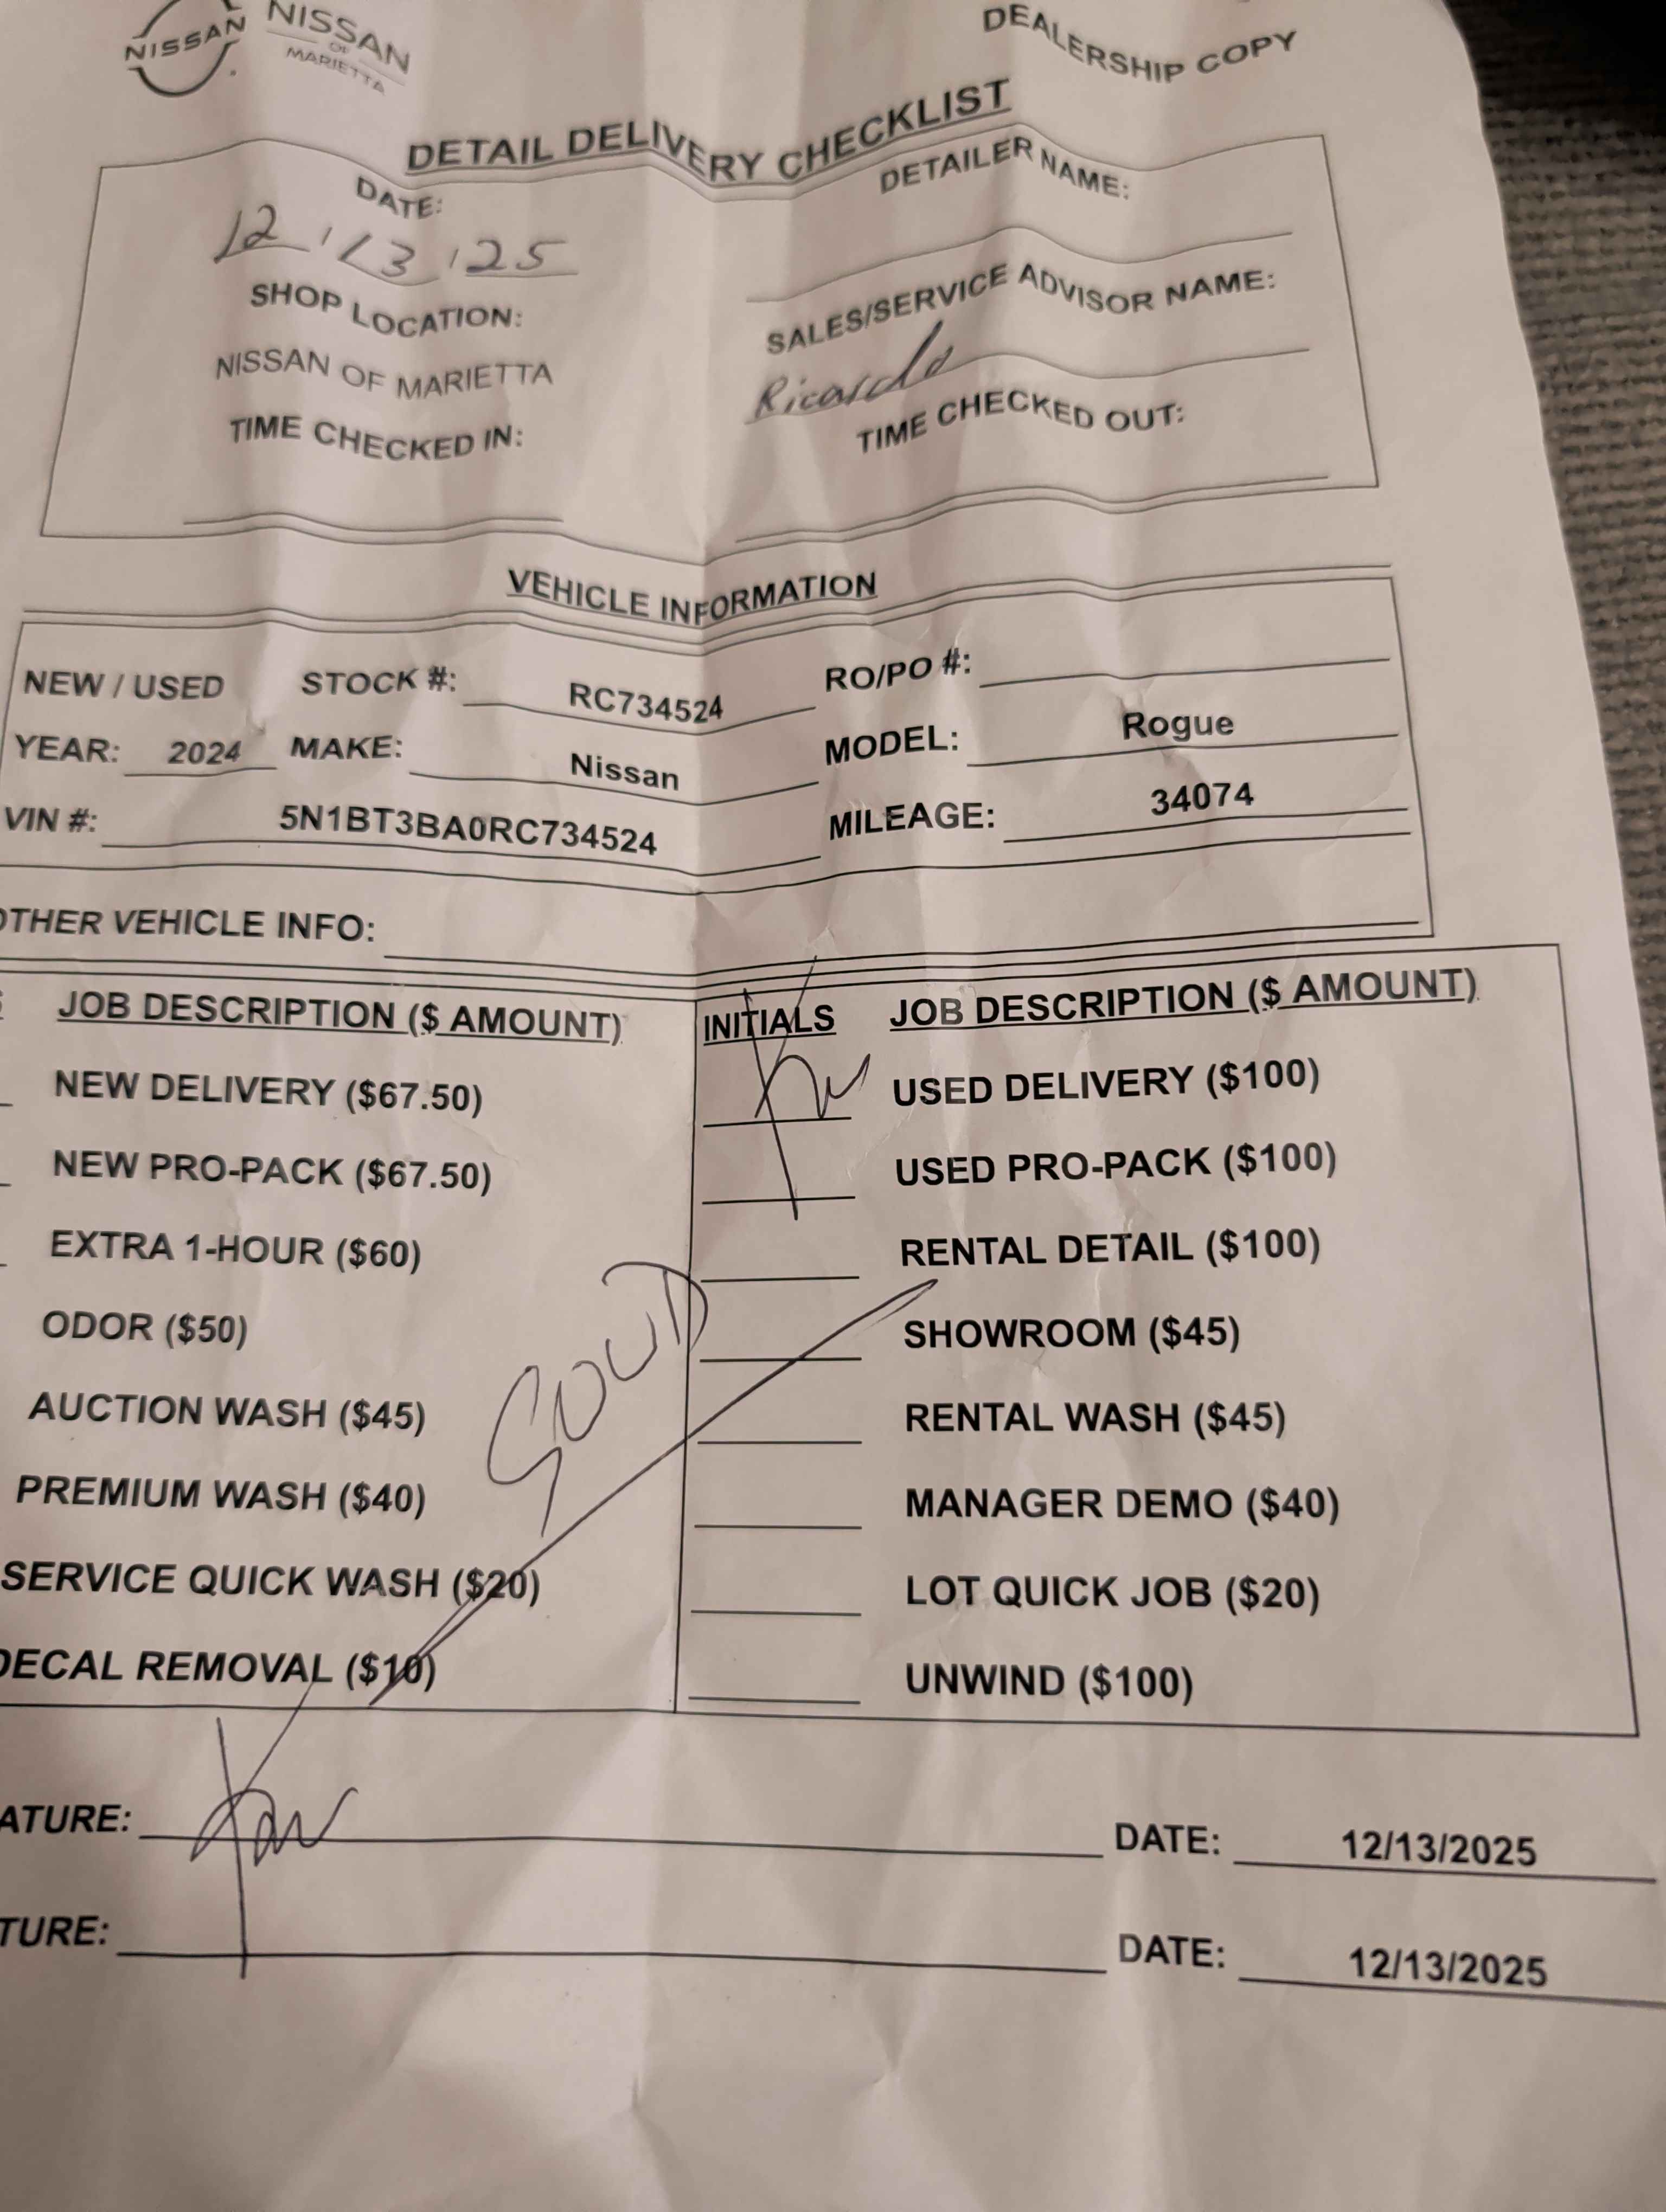 NISSAN
NISSAN
OF
MARIETTA
DEALERSHIP COPY
DETAIL DELIVERY CHECKLIST
DATE:
12/13/25
DETAILER NAME:
SHOP LOCATION:
NISSAN OF MARIETTA
SALES/SERVICE ADVISOR NAME:
Ricardo
TIME CHECKED IN:
TIME CHECKED OUT:
VEHICLE INFORMATION
NEW / USED STOCK #: RC734524 RO/PO #:
YEAR: 2024 MAKE: Nissan MODEL: Rogue
VIN #: 5N1BT3BA0RC734524 MILEAGE: 34074
OTHER VEHICLE INFO:
JOB DESCRIPTION ($ AMOUNT) INITIALS JOB DESCRIPTION ($ AMOUNT)
NEW DELIVERY ($67.50) USED DELIVERY ($100)
NEW PRO-PACK ($67.50) USED PRO-PACK ($100)
EXTRA 1-HOUR ($60) RENTAL DETAIL ($100)
ODOR ($50) SHOWROOM ($45)
AUCTION WASH ($45) RENTAL WASH ($45)
PREMIUM WASH ($40) MANAGER DEMO ($40)
SERVICE QUICK WASH ($20) LOT QUICK JOB ($20)
DECAL REMOVAL ($10) UNWIND ($100)
ATURE: DATE: 12/13/2025
TURE: DATE: 12/13/2025